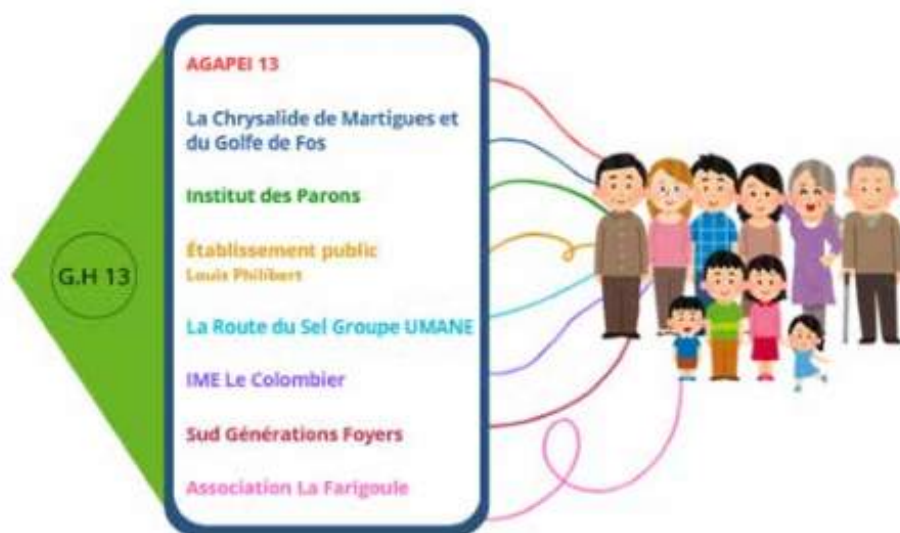 G.H 13
AGAPEI 13
La Chrysalide de Martigues et
du Golfe de Fos
Institut des Parons
Établissement public
Louis Philibert
La Route du Sel Groupe UMANE
IME Le Colombier
Sud Générations Foyers
Association La Farigoule